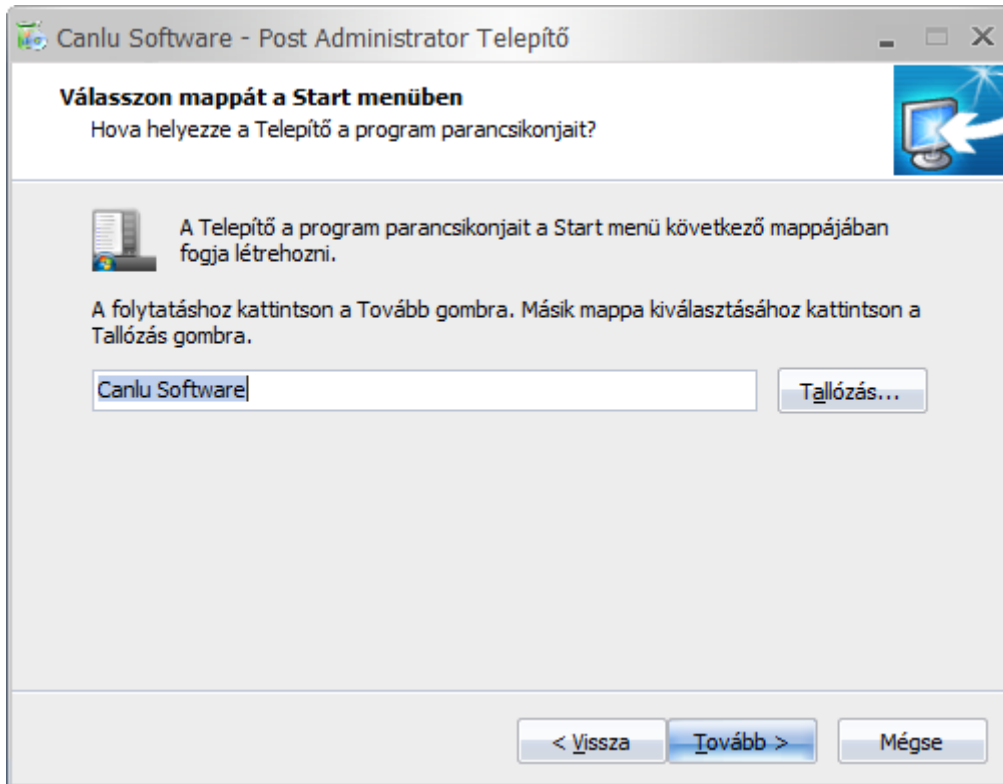 Canlu Software - Post Administrator Telepítő
Válasszon mappát a Start menüben
Hova helyezze a Telepítő a program parancsikonjait?
A Telepítő a program parancsikonjait a Start menü következő mappájában
fogja létrehozni.
A folytatáshoz kattintson a Tovább gombra. Másik mappa kiválasztásához kattintson a
Tallózás gombra.
Canlu Software
Tallózás...
< Vissza
Tovább >
Mégse